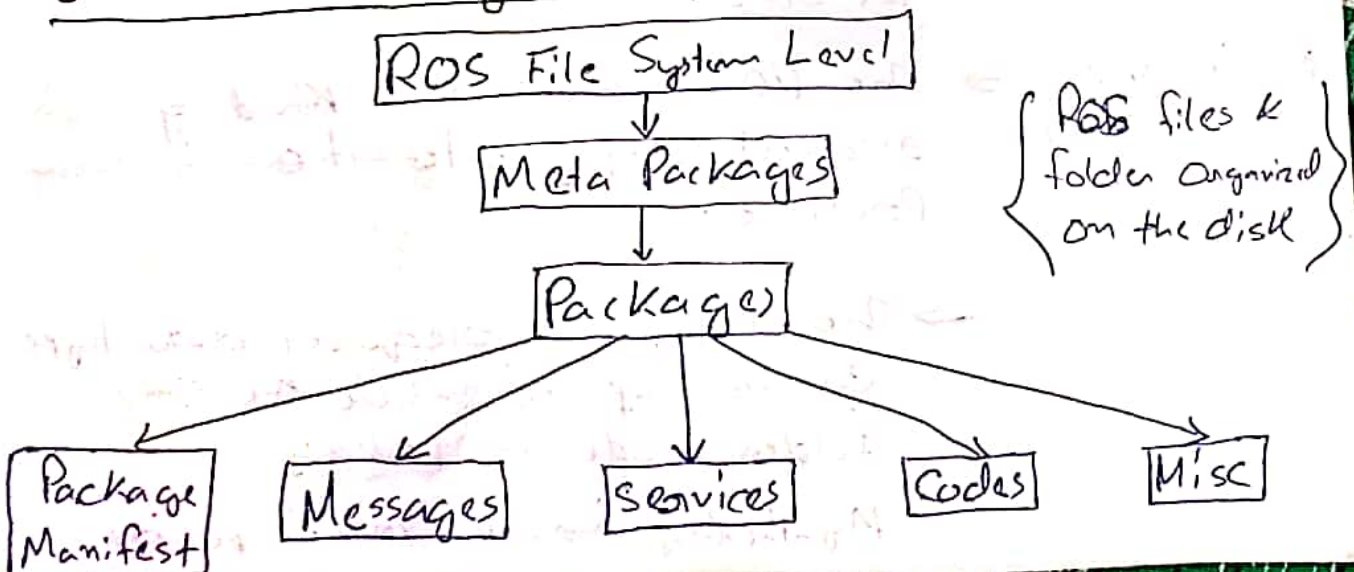 ROS File System Level
Meta Packages
ROS files &
folder Organized
on the disk
Packages
Package
Manifest
Messages
Services
Codes
Misc